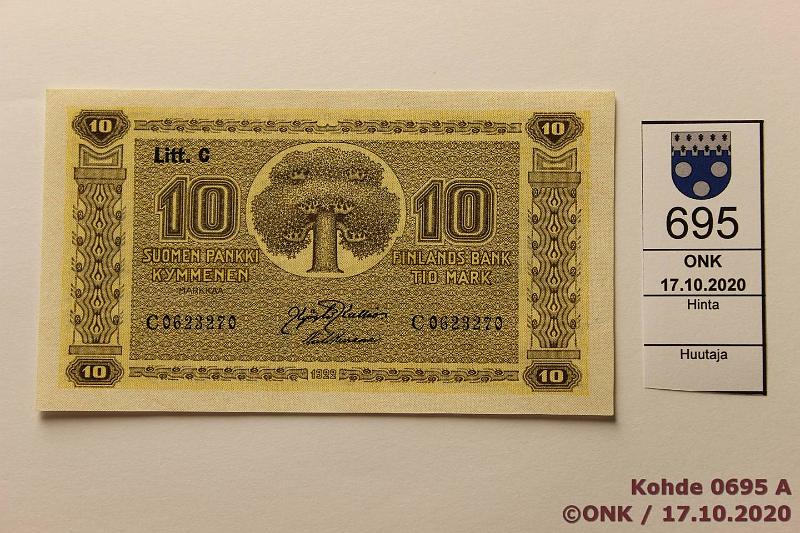 10 10
Litt. C
10 10
SUOMEN PANKKI FINLANDS BANK
KYMMENEN TIO MARK
MARKKAA
C0623270 C0623270
10 1922 10
695
ONK
17.10.2020
Hinta
Huutaja
Kohde 0695 A
©ONK / 17.10.2020